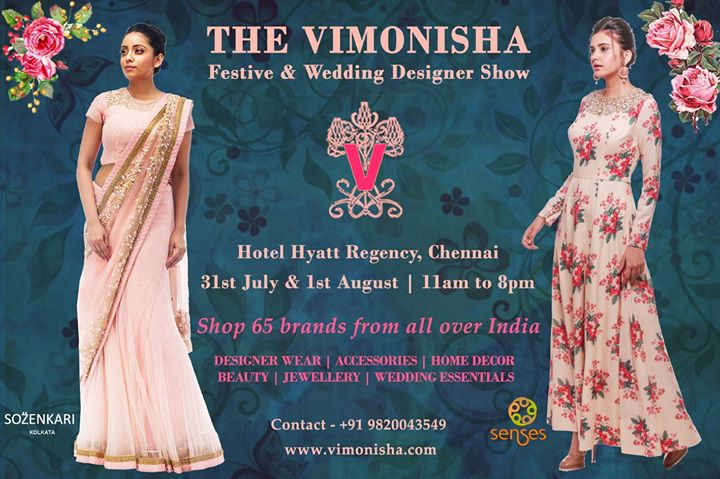 THE VIMONISHA
Festive & Wedding Designer Show
V
Hotel Hyatt Regency, Chennai
31st July & 1st August | 11am to 8pm
Shop 65 brands from all over India
DESIGNER WEAR | ACCESSORIES | HOME DECOR
BEAUTY | JEWELLERY | WEDDING ESSENTIALS
SOŽENKARI
KOLKATA
Contact - +91 9820043549
www.vimonisha.com
senses